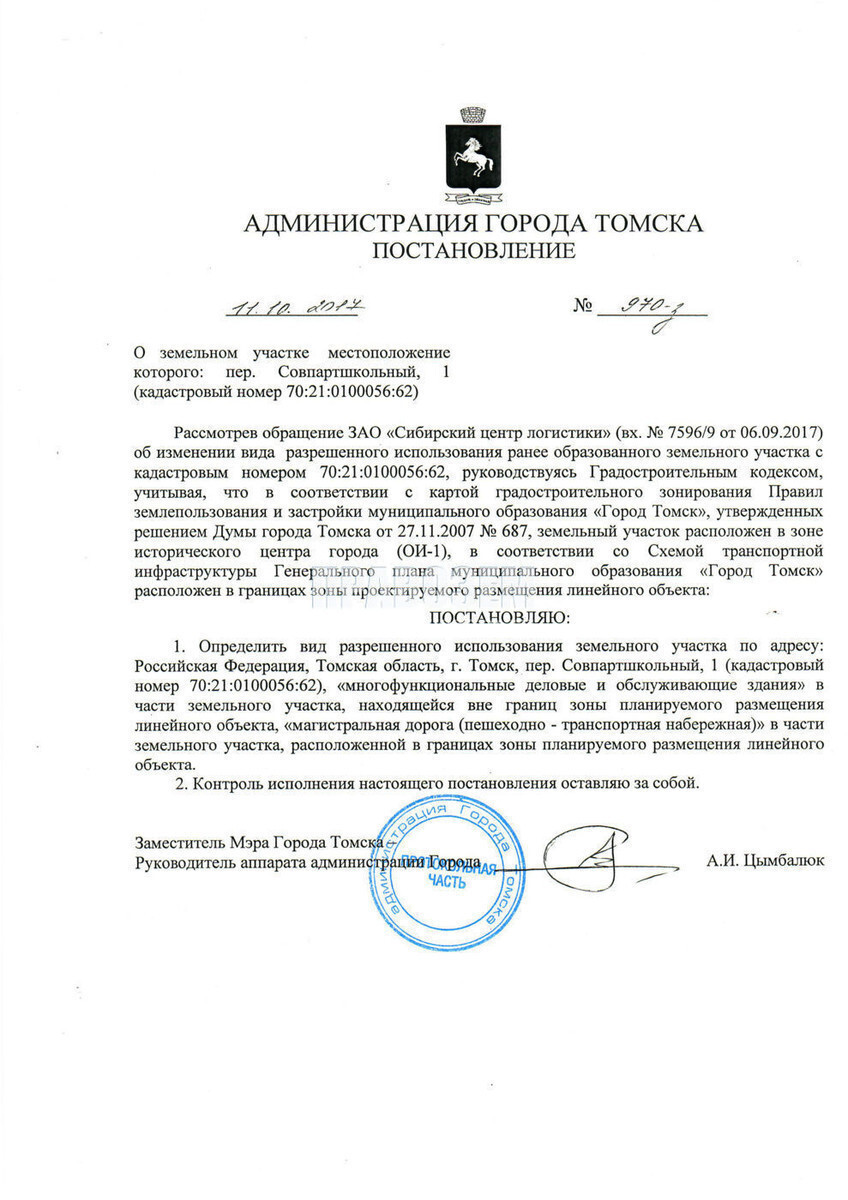 АДМИНИСТРАЦИЯ ГОРОДА ТОМСКА
ПОСТАНОВЛЕНИЕ
11.10. 2017 № 970-з
О земельном участке местоположение
которого: пер. Совпартшкольный, 1
(кадастровый номер 70:21:0100056:62)
Рассмотрев обращение ЗАО «Сибирский центр логистики» (вх. № 7596/9 от 06.09.2017)
об изменении вида разрешенного использования ранее образованного земельного участка с
кадастровым номером 70:21:0100056:62, руководствуясь Градостроительным кодексом,
учитывая, что в соответствии с картой градостроительного зонирования Правил
землепользования и застройки муниципального образования «Город Томск», утвержденных
решением Думы города Томска от 27.11.2007 № 687, земельный участок расположен в зоне
исторического центра города (ОИ-1), в соответствии со Схемой транспортной
инфраструктуры Генерального плана муниципального образования «Город Томск»
расположен в границах зоны проектируемого размещения линейного объекта:
ПРАВОЗЕМ
ПОСТАНОВЛЯЮ:
1. Определить вид разрешенного использования земельного участка по адресу:
Российская Федерация, Томская область, г. Томск, пер. Совпартшкольный, 1 (кадастровый
номер 70:21:0100056:62), «многофункциональные деловые и обслуживающие здания» в
части земельного участка, находящейся вне границ зоны планируемого размещения
линейного объекта, «магистральная дорога (пешеходно - транспортная набережная)» в части
земельного участка, расположенной в границах зоны планируемого размещения линейного
объекта.
2. Контроль исполнения настоящего постановления оставляю за собой.
Заместитель Мэра Города Томска –
Руководитель аппарата администрации Города А.И. Цымбалюк
администрация Города Томска
ПРОТОКОЛЬНАЯ
ЧАСТЬ